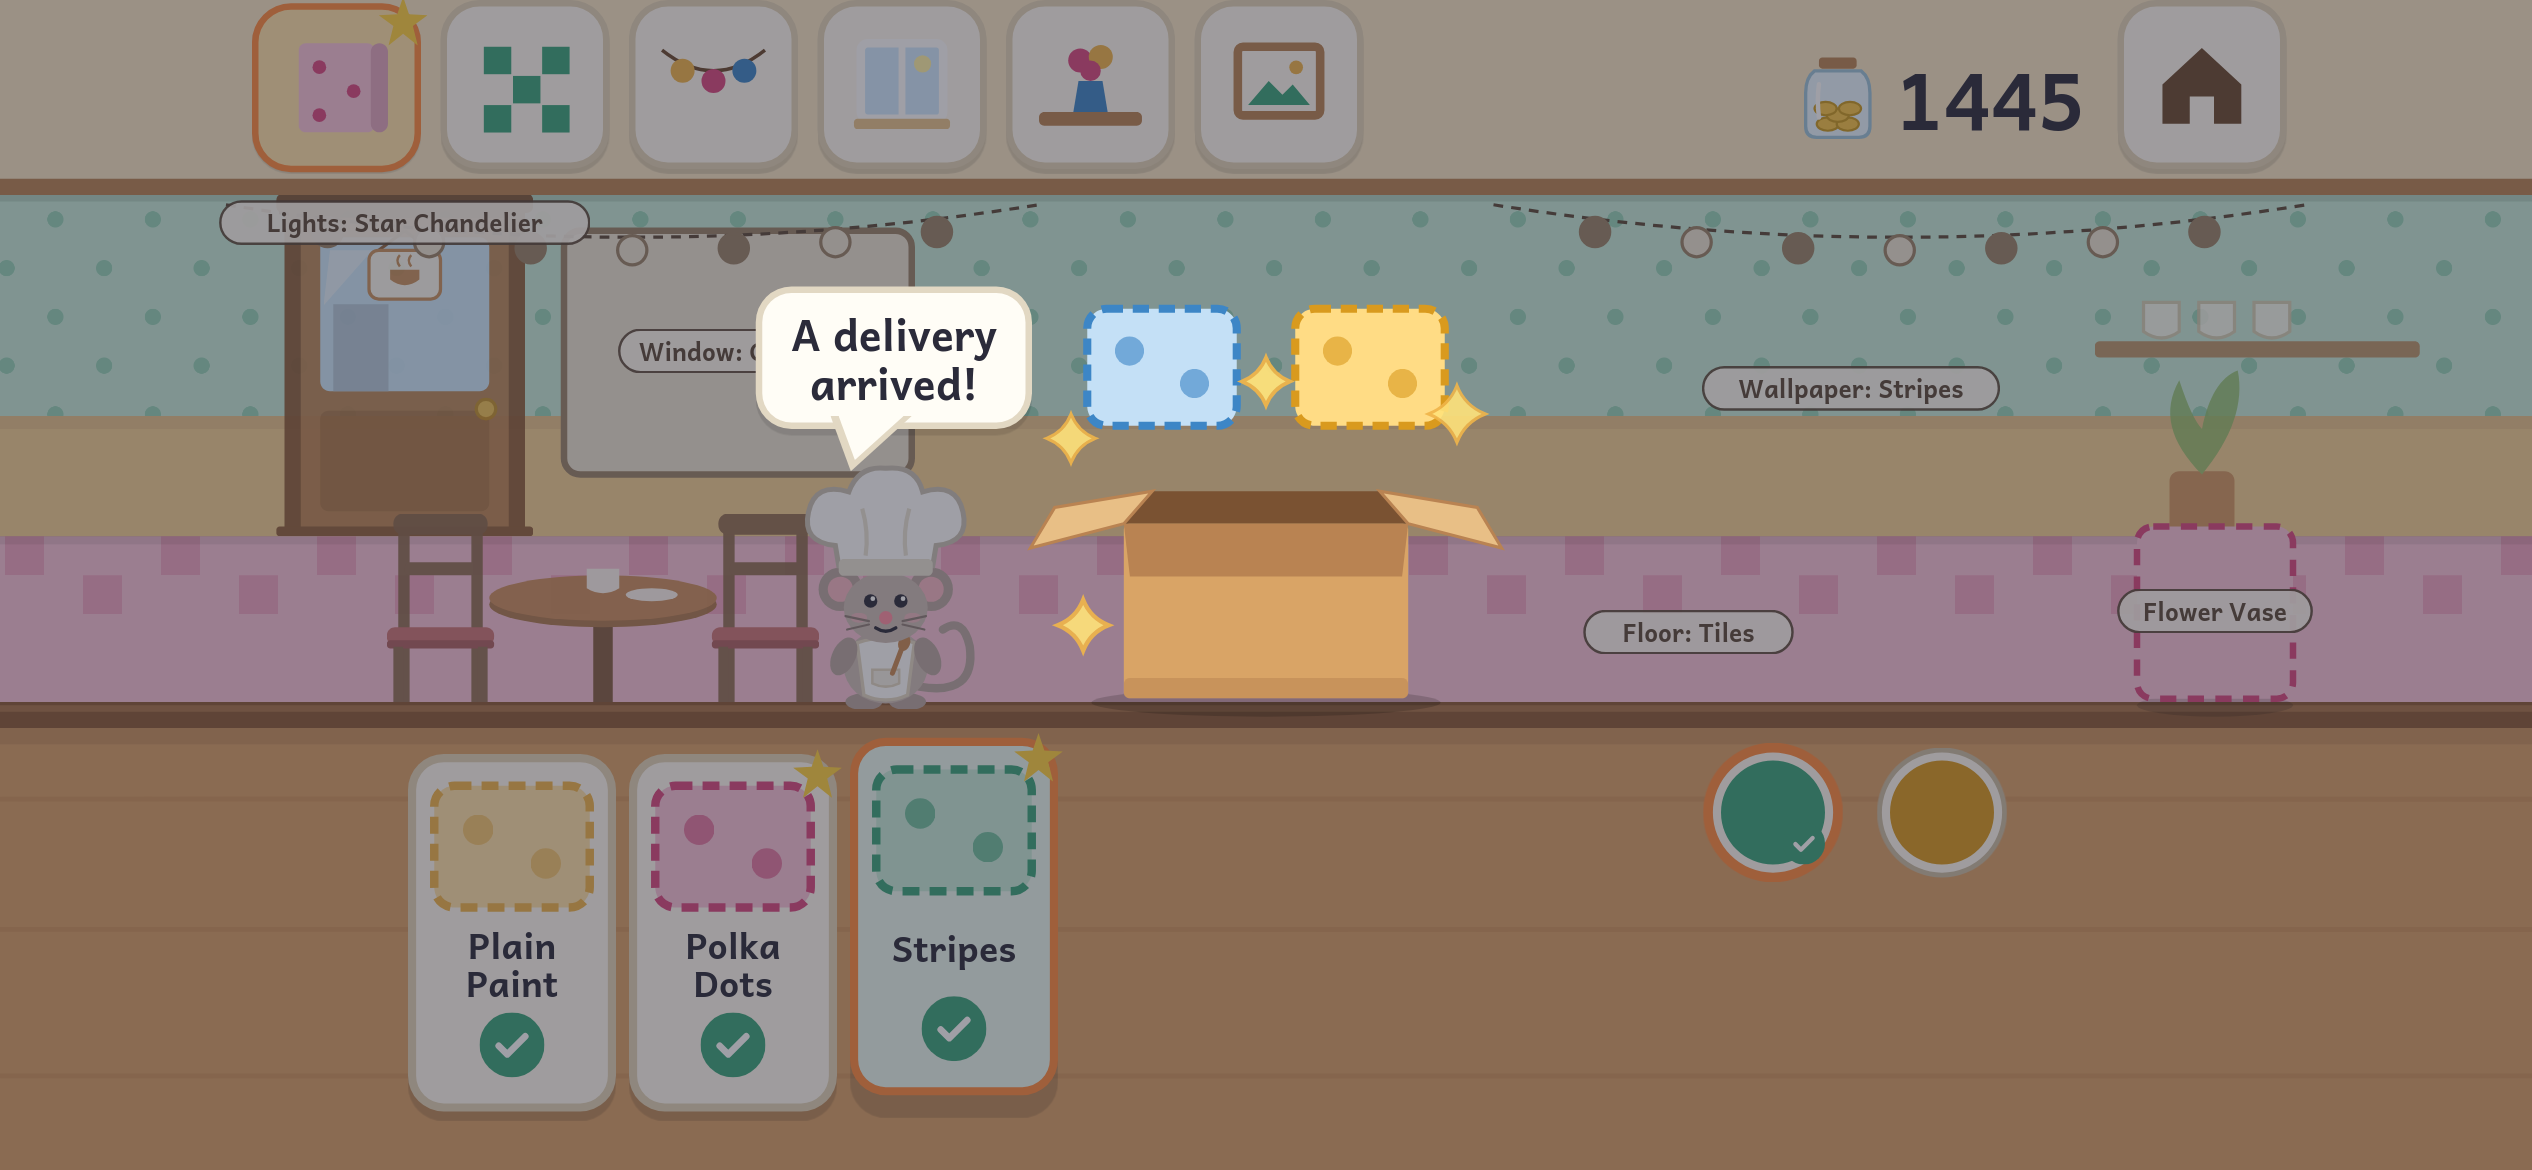 1445
Lights: Star Chandelier
A delivery
arrived!
Window:
Wallpaper: Stripes
Flower Vase
Floor: Tiles
Plain
Paint
Polka
Dots
Stripes